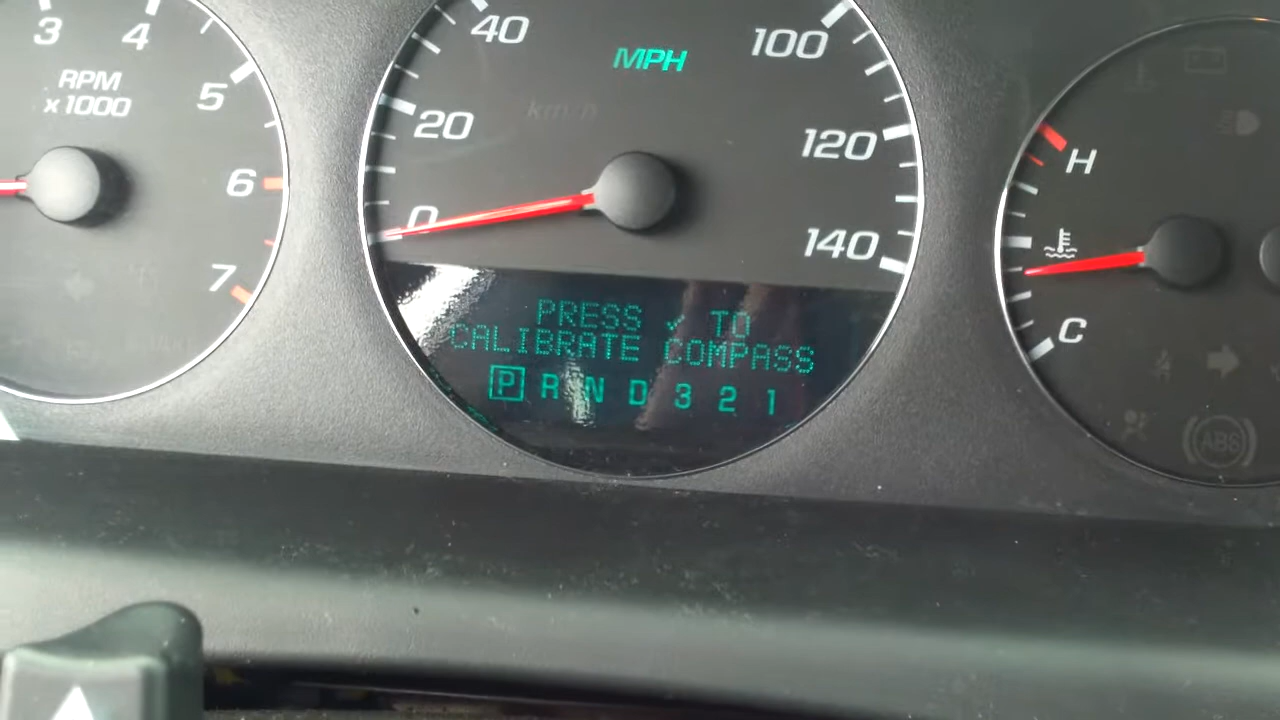 3 4 5 6 7
RPM
x1000
0 20 40 100 120 140
MPH
km/h
PRESS ✓ TO
CALIBRATE COMPASS
P R N D 3 2 1
H
C
ABS